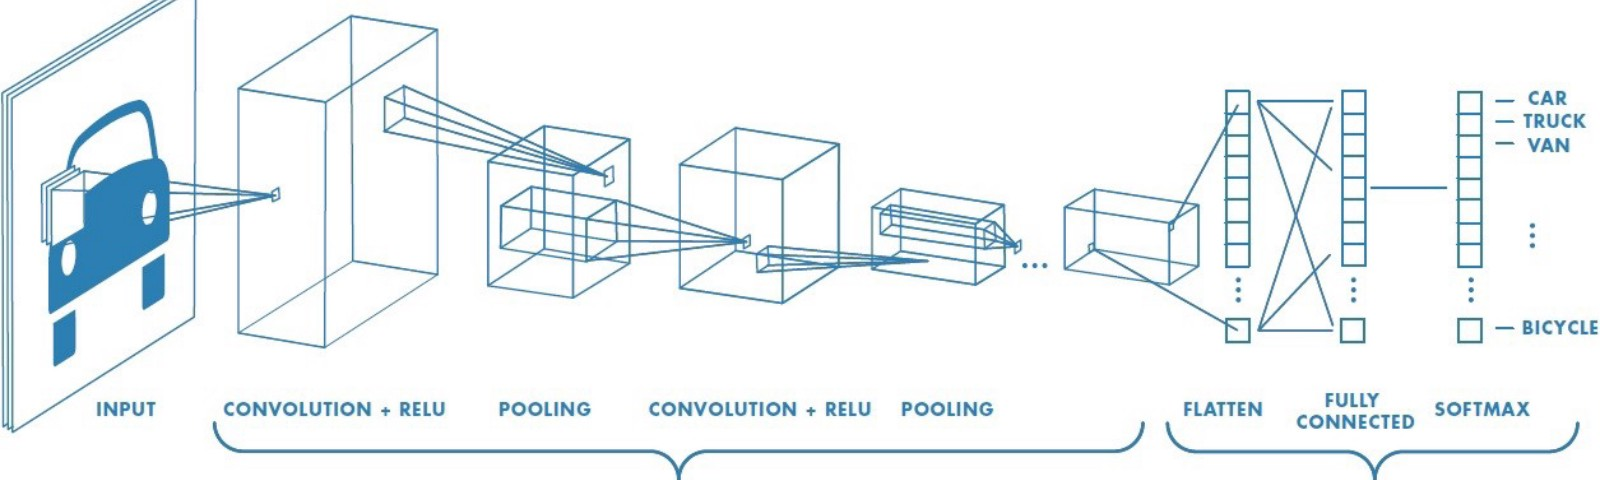 CAR
TRUCK
VAN
BICYCLE
INPUT
CONVOLUTION + RELU
POOLING
CONVOLUTION + RELU
POOLING
FLATTEN
FULLY
CONNECTED
SOFTMAX